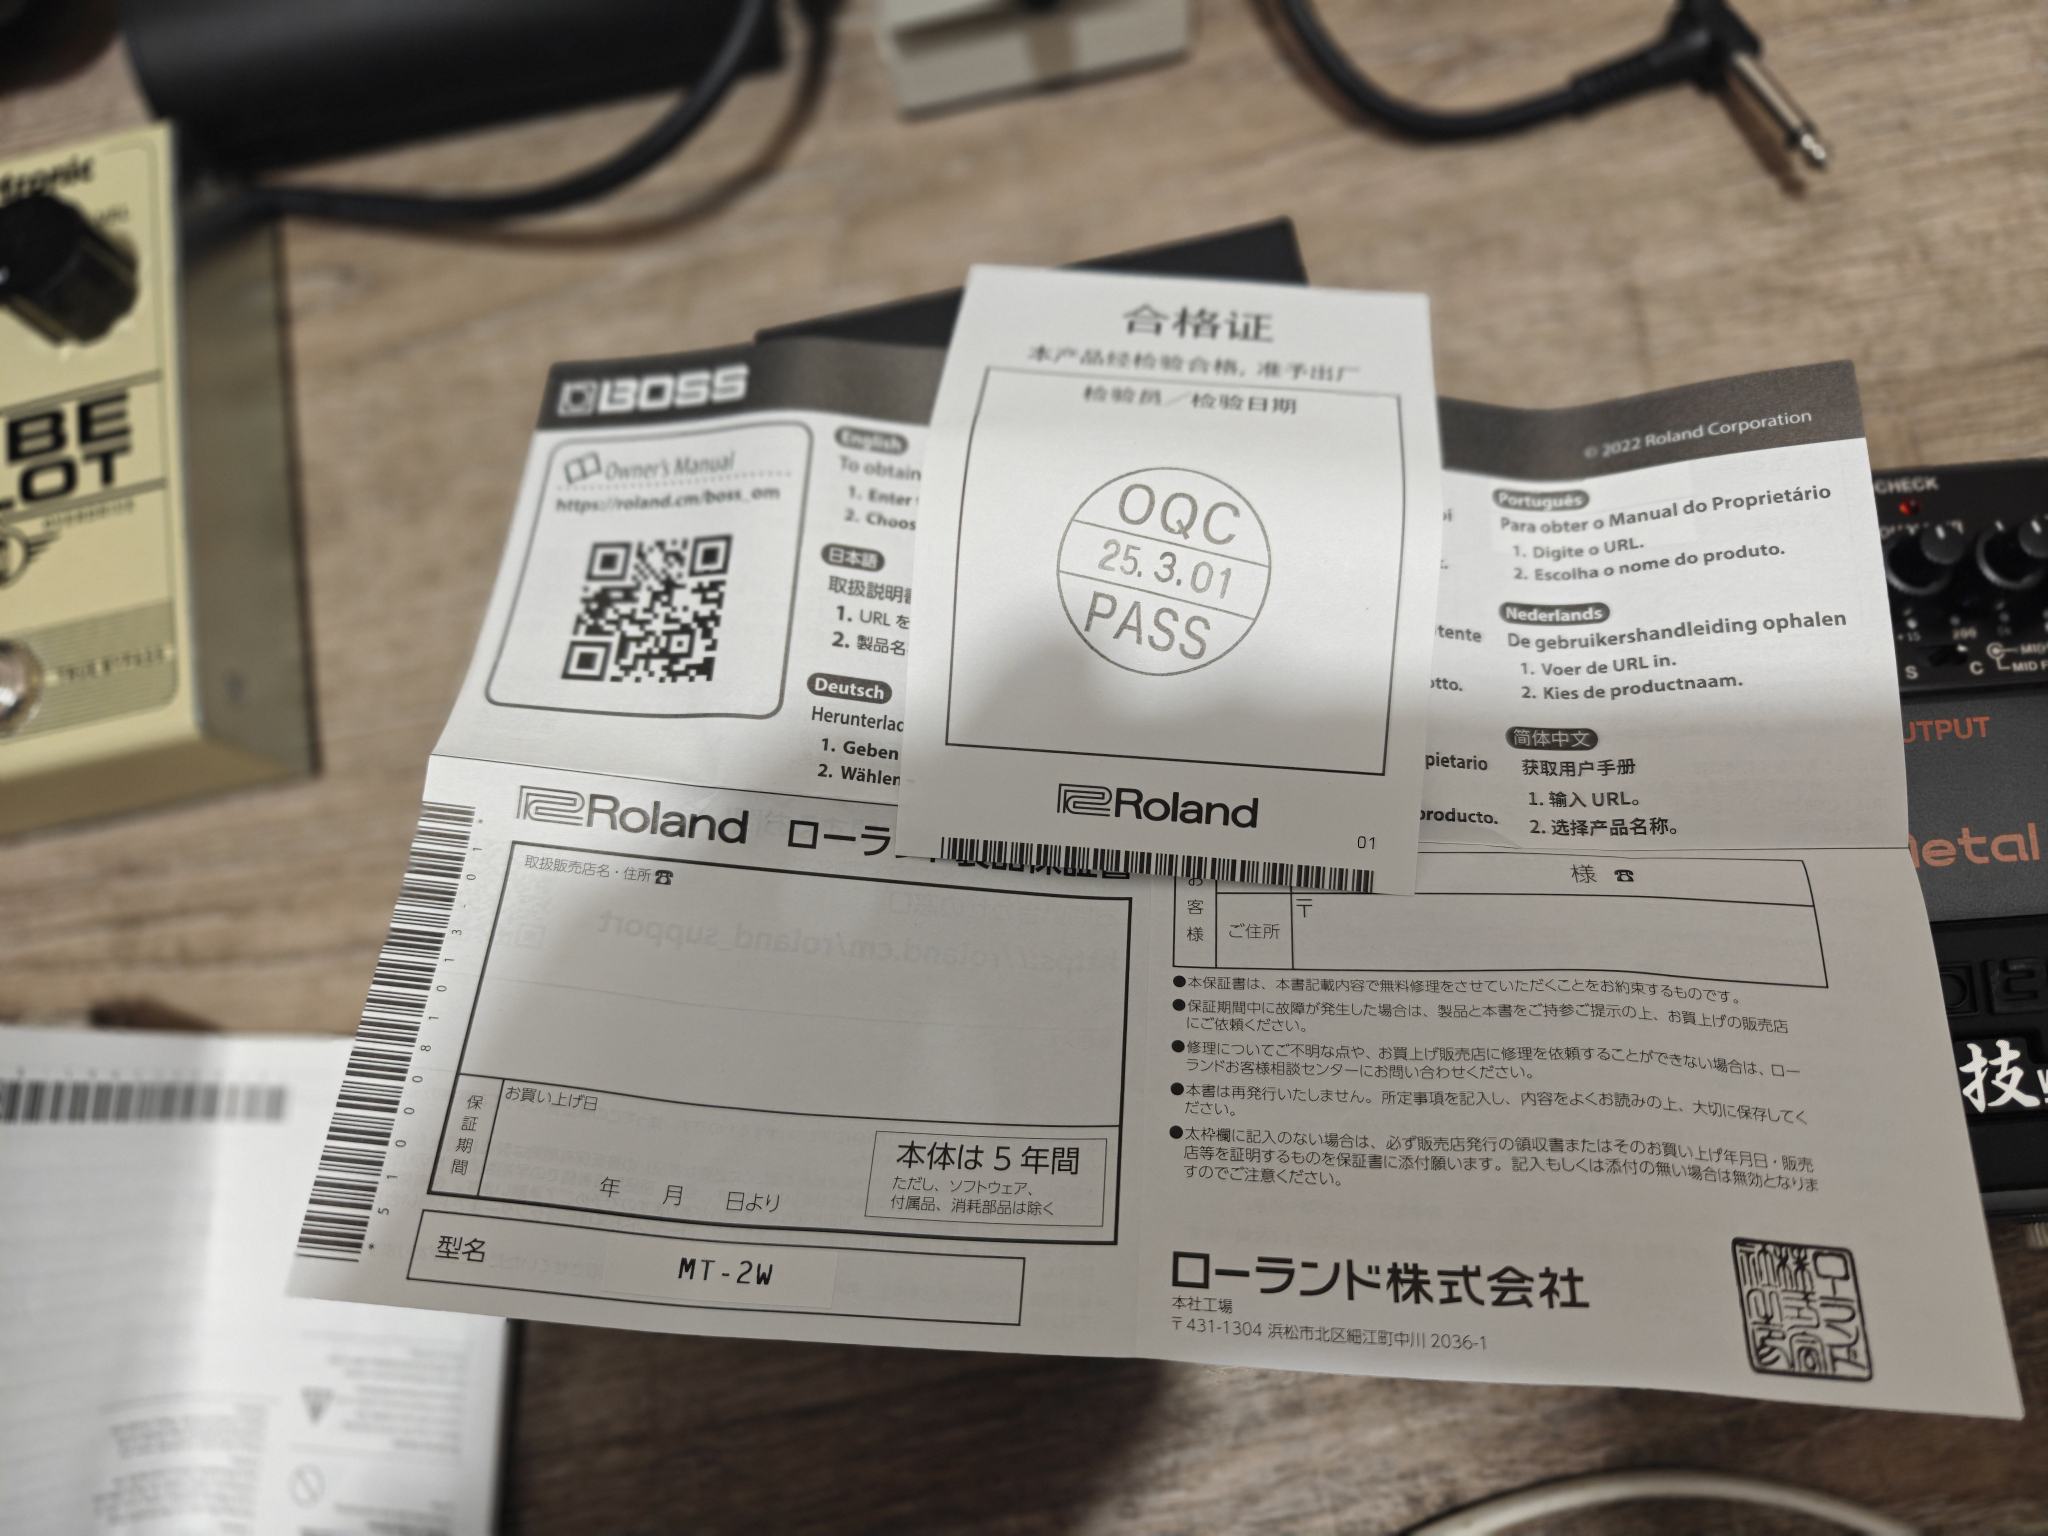 合格证
本产品经检验合格，准予出厂
检验员／检验日期
OQC
25.3.01
PASS
Roland
01
BOSS
© 2022 Roland Corporation
Owner's Manual
https://roland.cm/boss_om
English
To obtain
1. Enter
2. Choos
日本語
取扱説明書
1. URL を
2. 製品名
Deutsch
Herunterlad
1. Geben
2. Wählen
tente
otto.
pietario
producto.
Português
Para obter o Manual do Proprietário
1. Digite o URL.
2. Escolha o nome do produto.
Nederlands
De gebruikershandleiding ophalen
1. Voer de URL in.
2. Kies de productnaam.
简体中文
获取用户手册
1. 输入 URL。
2. 选择产品名称。
Roland ローランド製品保証書
取扱販売店名・住所☎
保証期間
お買い上げ日
年 月 日より
本体は 5 年間
ただし、ソフトウェア、
付属品、消耗部品は除く
型名
MT-2W
お客様
様 ☎
ご住所
〒
●本保証書は、本書記載内容で無料修理をさせていただくことをお約束するものです。
●保証期間中に故障が発生した場合は、製品と本書をご持参ご提示の上、お買上げの販売店
にご依頼ください。
●修理についてご不明な点や、お買上げ販売店に修理を依頼することができない場合は、ロー
ランドお客様相談センターにお問い合わせください。
●本書は再発行いたしません。所定事項を記入し、内容をよくお読みの上、大切に保存してく
ださい。
●太枠欄に記入のない場合は、必ず販売店発行の領収書またはそのお買い上げ年月日・販売
店等を証明するものを保証書に添付願います。記入もしくは添付の無い場合は無効となりま
すのでご注意ください。
ローランド株式会社
本社工場
〒431-1304 浜松市北区細江町中川 2036-1
*5100081013.01*
tronic
BE
LOT
OVERDRIVE
TRUE BYPASS
CHECK
+15
200
S C
UTPUT
etal
技